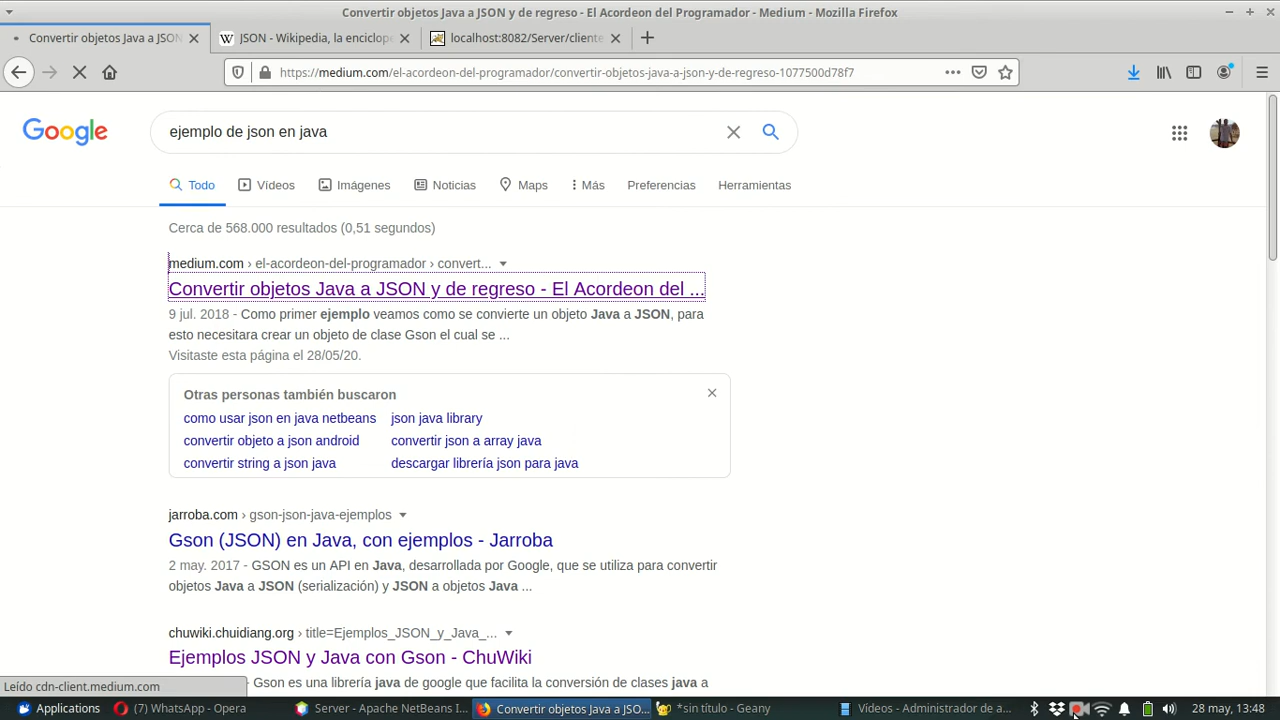 Convertir objetos Java a JSON y de regreso - El Acordeon del Programador - Medium - Mozilla Firefox
Convertir objetos Java a JSON
JSON - Wikipedia, la enciclope
localhost:8082/Server/cliente
https://medium.com/el-acordeon-del-programador/convertir-objetos-java-a-json-y-de-regreso-1077500d78f7
Google
ejemplo de json en java
Todo Vídeos Imágenes Noticias Maps Más Preferencias Herramientas
Cerca de 568.000 resultados (0,51 segundos)
medium.com › el-acordeon-del-programador › convert...
Convertir objetos Java a JSON y de regreso - El Acordeon del ...
9 jul. 2018 - Como primer ejemplo veamos como se convierte un objeto Java a JSON, para
esto necesitara crear un objeto de clase Gson el cual se ...
Visitaste esta página el 28/05/20.
Otras personas también buscaron
como usar json en java netbeans json java library
convertir objeto a json android convertir json a array java
convertir string a json java descargar librería json para java
jarroba.com › gson-json-java-ejemplos
Gson (JSON) en Java, con ejemplos - Jarroba
2 may. 2017 - GSON es un API en Java, desarrollada por Google, que se utiliza para convertir
objetos Java a JSON (serialización) y JSON a objetos Java ...
chuwiki.chuidiang.org › title=Ejemplos_JSON_y_Java_...
Ejemplos JSON y Java con Gson - ChuWiki
Gson es una librería java de google que facilita la conversión de clases java a
Leído cdn-client.medium.com
Applications (7) WhatsApp - Opera Server - Apache NetBeans I... Convertir objetos Java a JSO... *sin título - Geany Vídeos - Administrador de a... 28 may, 13:48